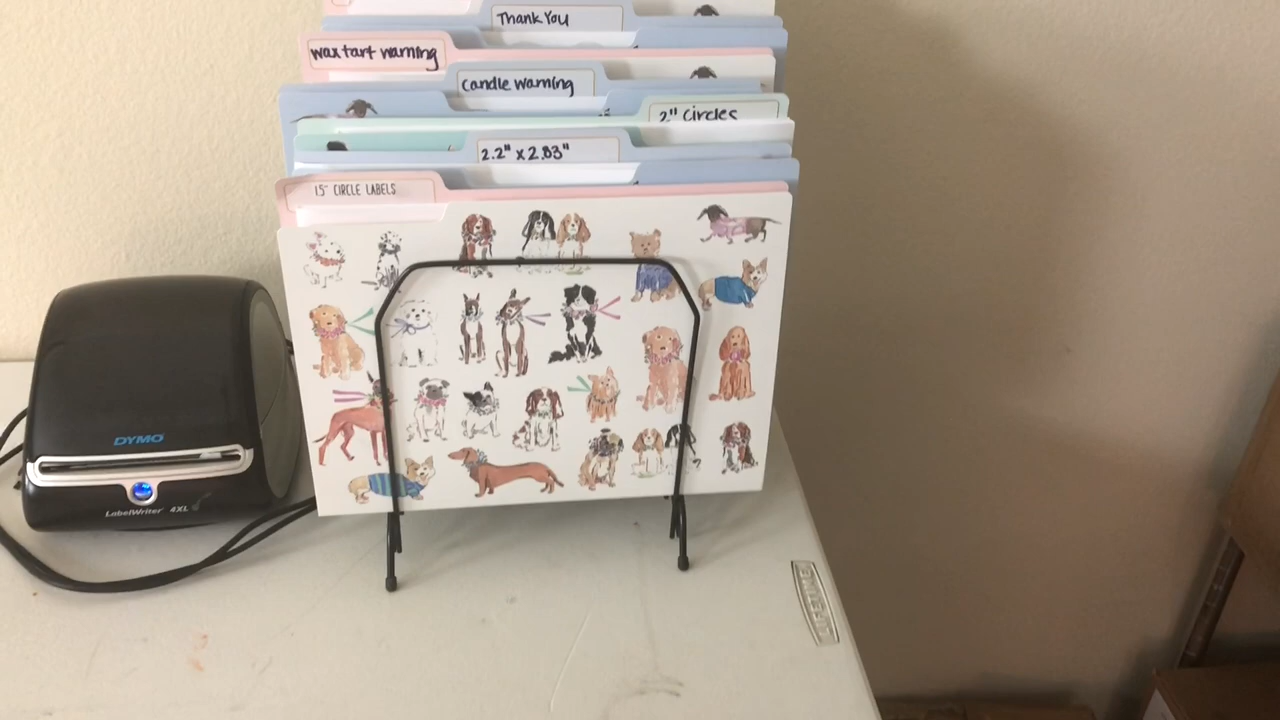 Thank You
wax tart warning
candle warning
2" circles
2.2" x 2.83"
1.5" CIRCLE LABELS
DYMO
LabelWriter 4XL
LIFETIME